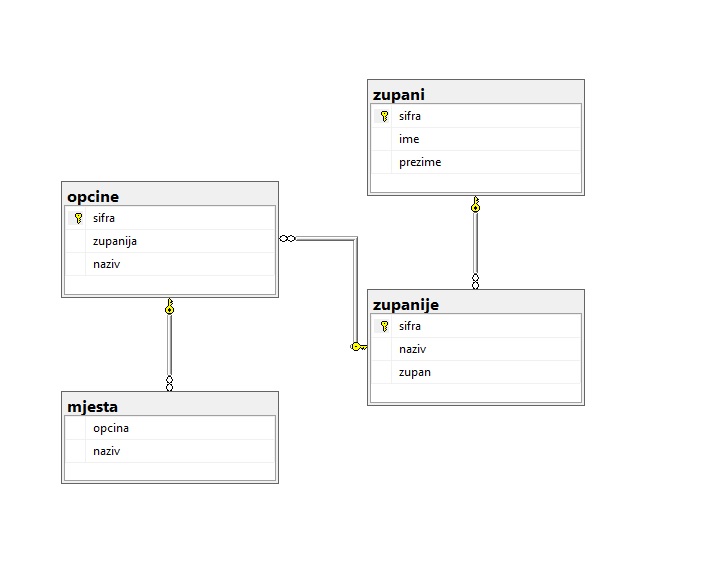 zupani
sifra
ime
prezime
opcine
sifra
zupanija
naziv
zupanije
sifra
naziv
zupan
mjesta
opcina
naziv